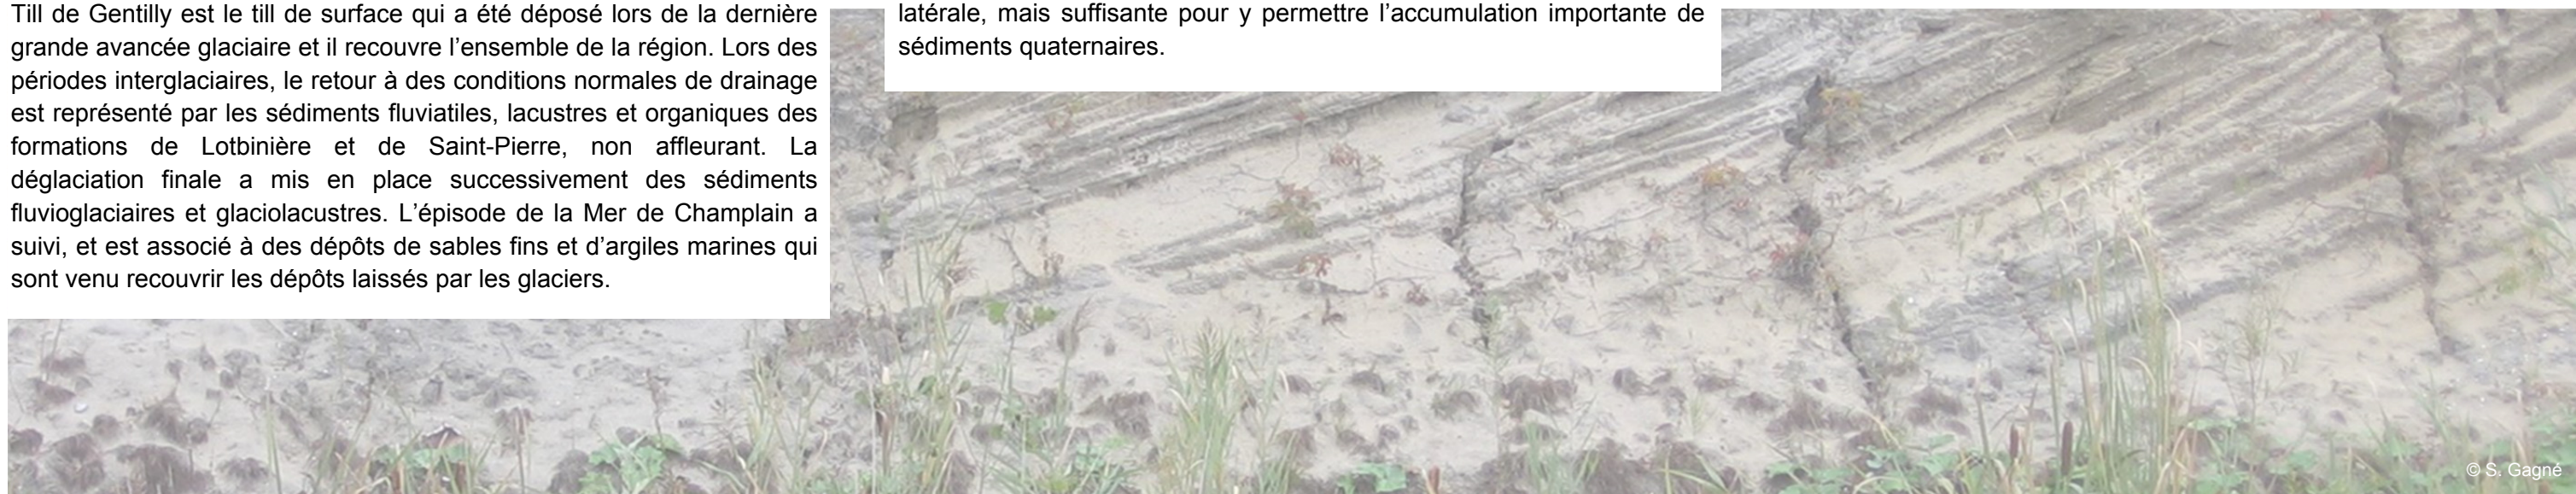 Till de Gentilly est le till de surface qui a été déposé lors de la dernière
grande avancée glaciaire et il recouvre l’ensemble de la région. Lors des
périodes interglaciaires, le retour à des conditions normales de drainage
est représenté par les sédiments fluviatiles, lacustres et organiques des
formations de Lotbinière et de Saint-Pierre, non affleurant. La
déglaciation finale a mis en place successivement des sédiments
fluvioglaciaires et glaciolacustres. L’épisode de la Mer de Champlain a
suivi, et est associé à des dépôts de sables fins et d’argiles marines qui
sont venu recouvrir les dépôts laissés par les glaciers.
latérale, mais suffisante pour y permettre l’accumulation importante de
sédiments quaternaires.
© S. Gagné